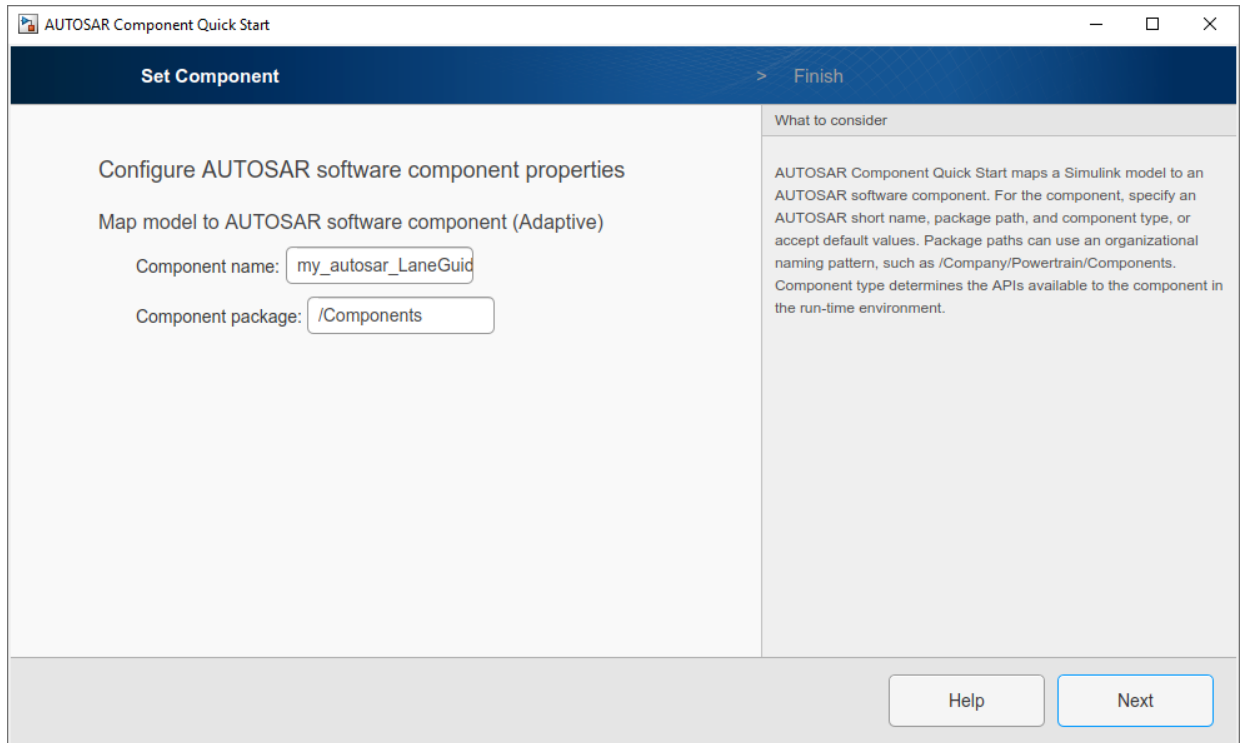 AUTOSAR Component Quick Start
Set Component > Finish
What to consider
Configure AUTOSAR software component properties
Map model to AUTOSAR software component (Adaptive)
Component name: my_autosar_LaneGuid
Component package: /Components
AUTOSAR Component Quick Start maps a Simulink model to an
AUTOSAR software component. For the component, specify an
AUTOSAR short name, package path, and component type, or
accept default values. Package paths can use an organizational
naming pattern, such as /Company/Powertrain/Components.
Component type determines the APIs available to the component in
the run-time environment.
Help
Next